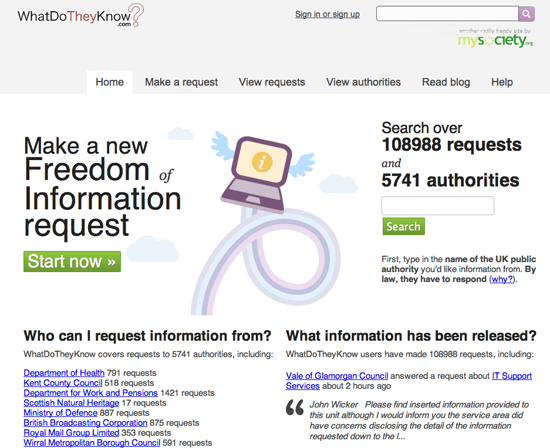 WhatDoTheyKnow?
.com
Sign in or sign up
another really handy site by
mysociety.org
Home
Make a request
View requests
View authorities
Read blog
Help
Make a new
Freedom of
Information
request
Start now »
Search over
108988 requests
and
5741 authorities
Search
First, type in the name of the UK public
authority you'd like information from. By
law, they have to respond (why?).
Who can I request information from?
WhatDoTheyKnow covers requests to 5741 authorities, including:
Department of Health 791 requests
Kent County Council 518 requests
Department for Work and Pensions 1421 requests
Scottish Natural Heritage 17 requests
Ministry of Defence 887 requests
British Broadcasting Corporation 875 requests
Royal Mail Group Limited 353 requests
Wirral Metropolitan Borough Council 591 requests
What information has been released?
WhatDoTheyKnow users have made 108988 requests, including:
Vale of Glamorgan Council answered a request about IT Support
Services about 2 hours ago
John Wicker Please find inserted information provided to
this unit although I would inform you the service area did
have concerns disclosing the detail of the information
requested down to the l...